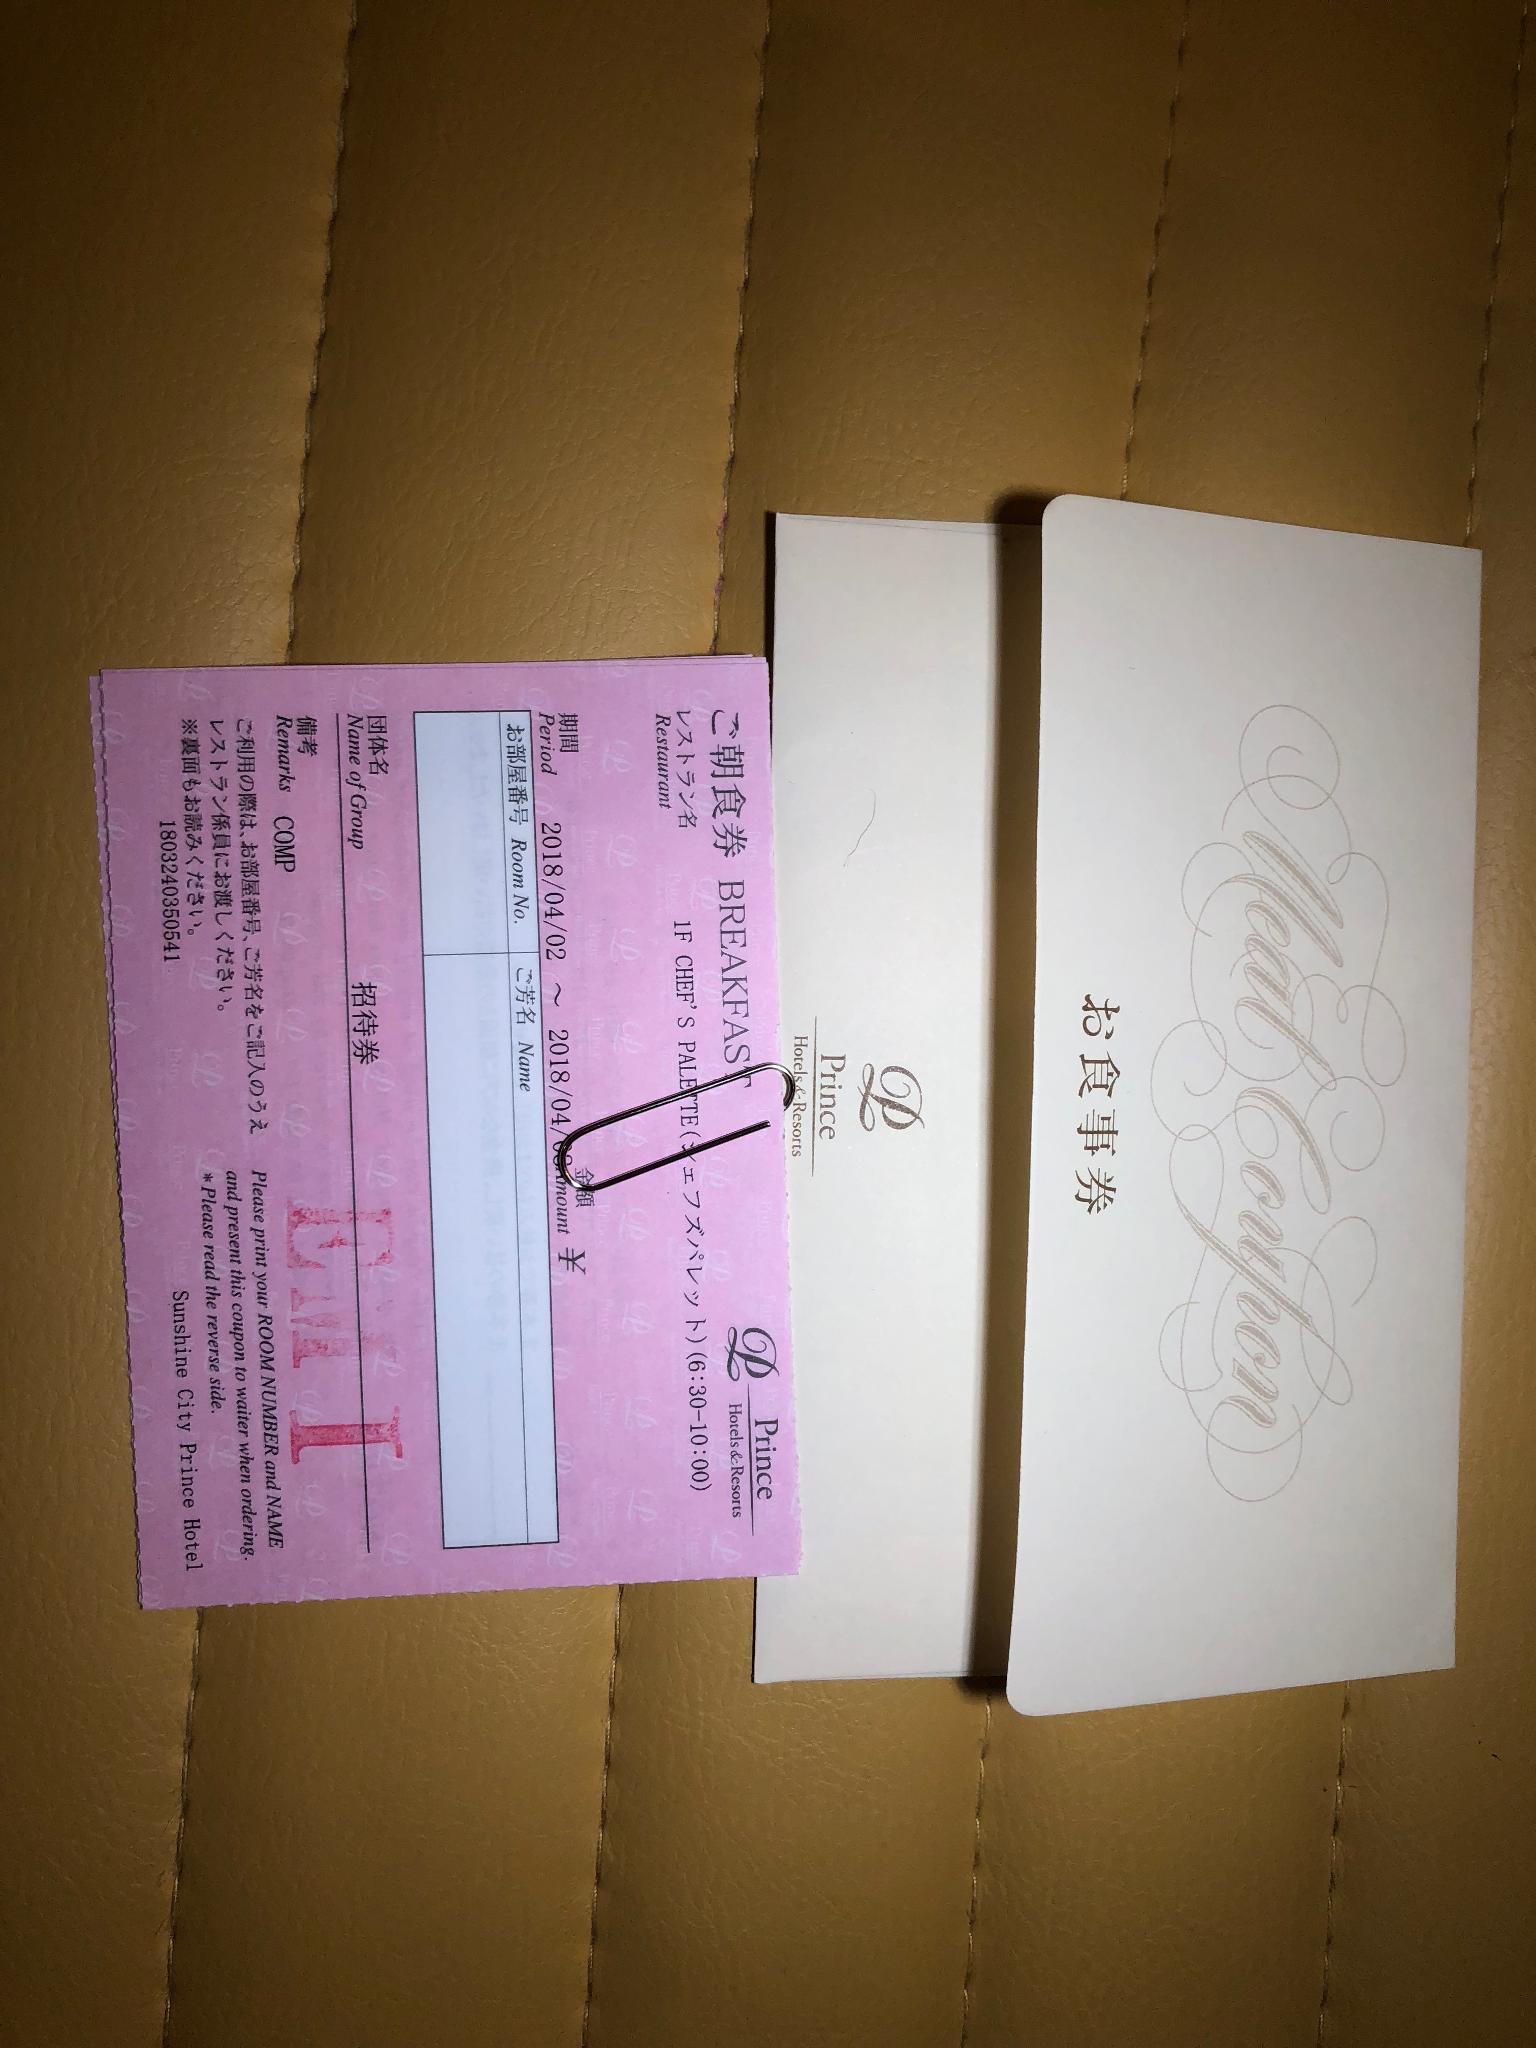 Meal Coupon
お食事券
Prince
Hotels & Resorts
ご朝食券 BREAKFAST
Prince
Hotels & Resorts
レストラン名
Restaurant
1F CHEF'S PALETTE(シェフズパレット)(6:30-10:00)
期間
Period
2018/04/02 ～ 2018/04/
金額
Amount ¥
お部屋番号 Room No.
ご芳名 Name
団体名
Name of Group
招待券
備考
Remarks COMP
ご利用の際は、お部屋番号、ご芳名をご記入のうえ
レストラン係員にお渡しください。
※裏面もお読みください。
180324035​0541
Please print your ROOM NUMBER and NAME
and present this coupon to waiter when ordering.
＊Please read the reverse side.
Sunshine City Prince Hotel